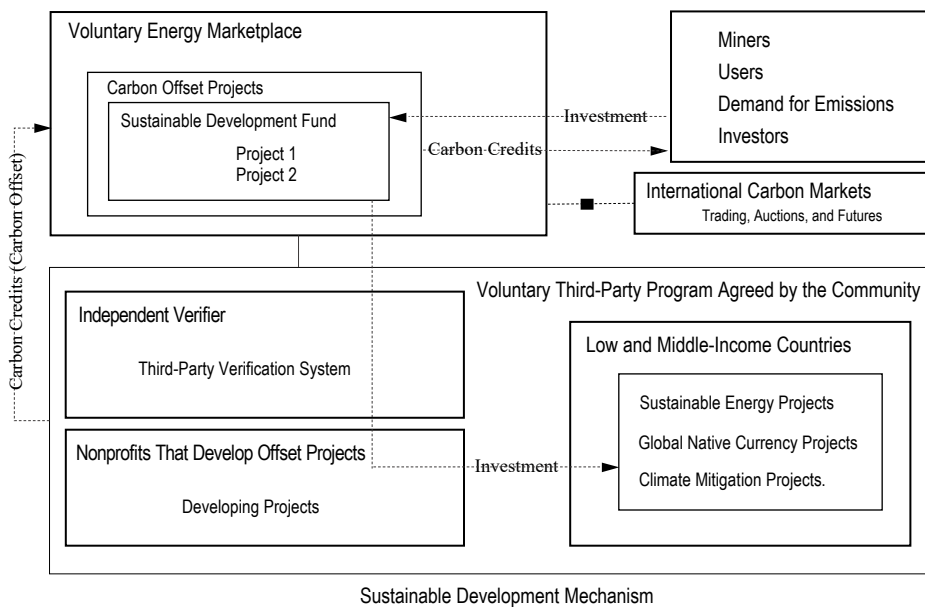 Voluntary Energy Marketplace
Carbon Offset Projects
Sustainable Development Fund
Project 1
Project 2
Investment
Carbon Credits
Miners
Users
Demand for Emissions
Investors
International Carbon Markets
Trading, Auctions, and Futures
Carbon Credits (Carbon Offset)
Voluntary Third-Party Program Agreed by the Community
Independent Verifier
Third-Party Verification System
Nonprofits That Develop Offset Projects
Developing Projects
Investment
Low and Middle-Income Countries
Sustainable Energy Projects
Global Native Currency Projects
Climate Mitigation Projects.
Sustainable Development Mechanism